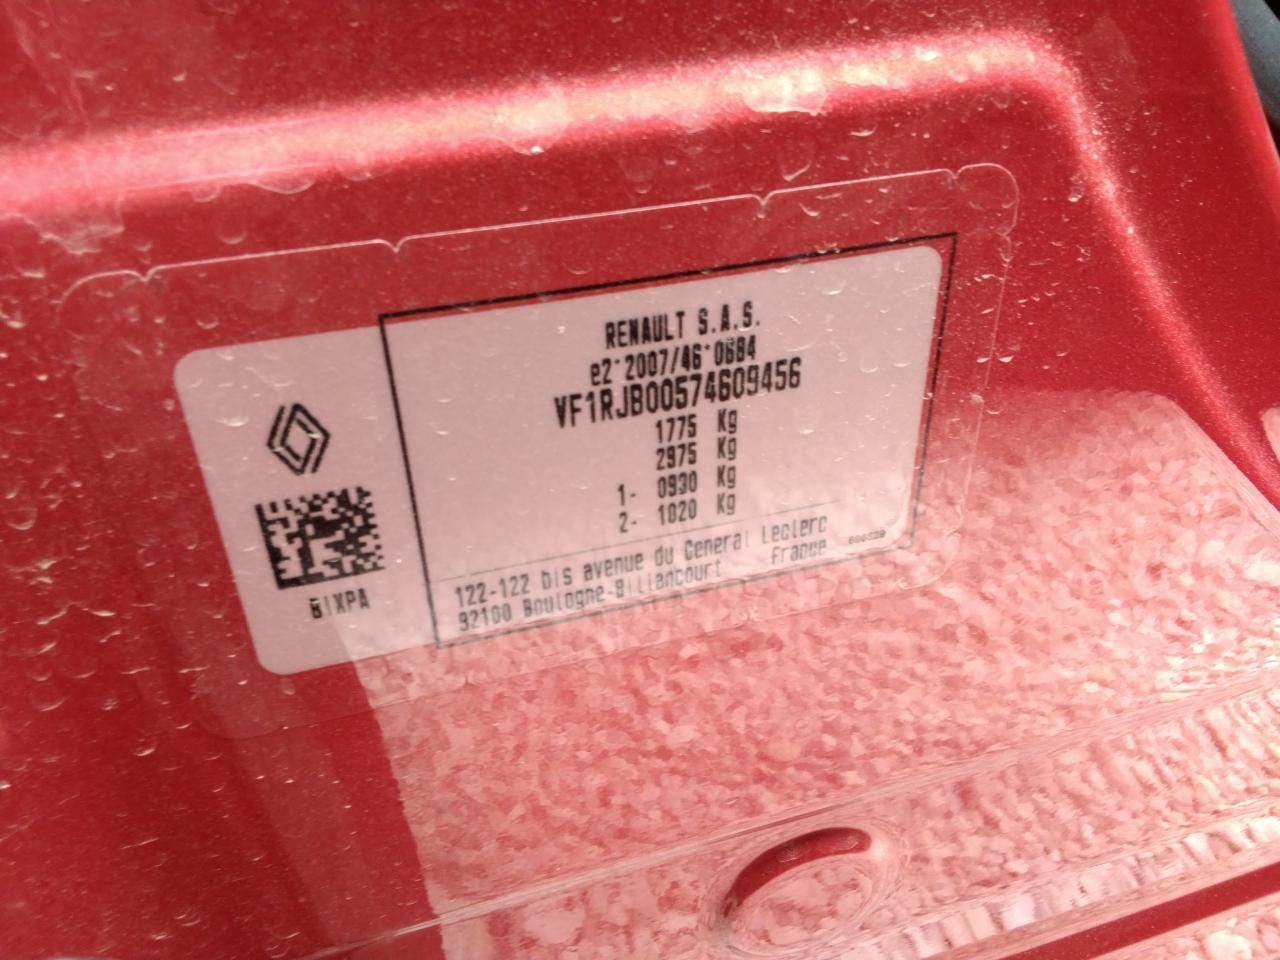 RENAULT S.A.S.
e2*2007/46*0684
VF1RJB00574609456
1775 Kg
2975 Kg
1- 0930 Kg
2- 1020 Kg
122-122 bis avenue du General Leclerc
92100 Boulogne-Billancourt France